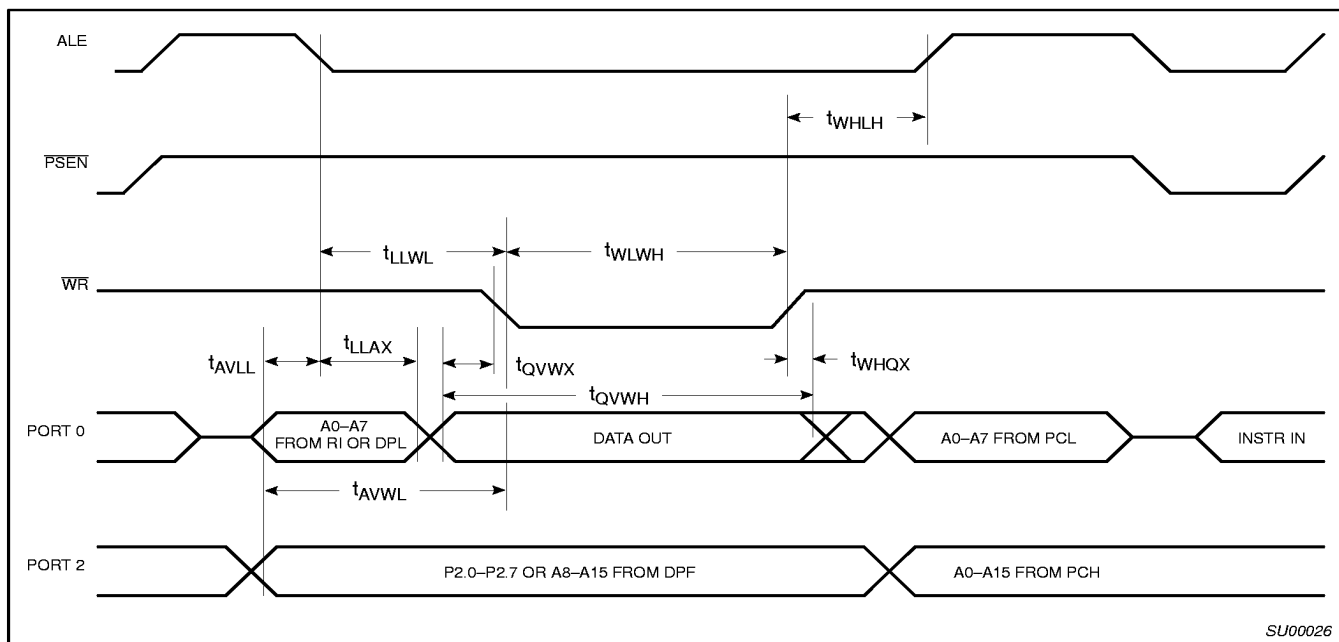 ALE
tWHLH
PSEN
tLLWL
tWLWH
WR
tAVLL
tLLAX
tQVWX
tWHQX
tQVWH
PORT 0
A0–A7
FROM RI OR DPL
DATA OUT
A0–A7 FROM PCL
INSTR IN
tAVWL
PORT 2
P2.0–P2.7 OR A8–A15 FROM DPF
A0–A15 FROM PCH
SU00026